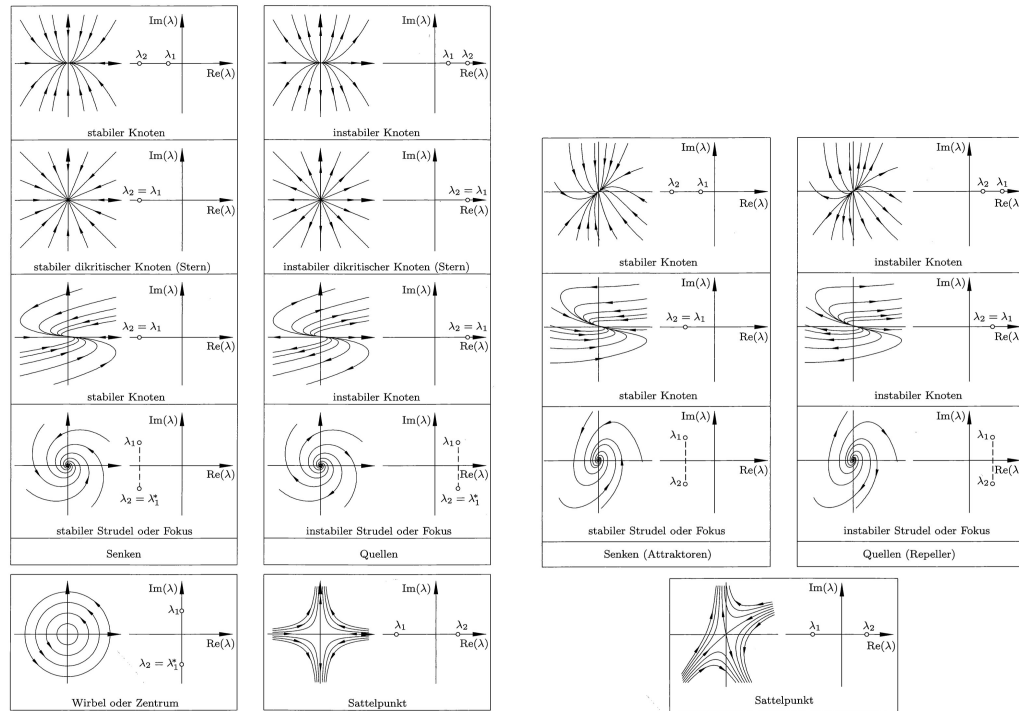 Im(λ)
λ₂ λ₁
Re(λ)
stabiler Knoten
Im(λ)
λ₁ λ₂
Re(λ)
instabiler Knoten
Im(λ)
λ₂ = λ₁
Re(λ)
stabiler dikritischer Knoten (Stern)
Im(λ)
λ₂ = λ₁
Re(λ)
instabiler dikritischer Knoten (Stern)
Im(λ)
λ₂ = λ₁
Re(λ)
stabiler Knoten
Im(λ)
λ₂ = λ₁
Re(λ)
instabiler Knoten
Im(λ)
λ₁
Re(λ)
λ₂ = λ₁*
stabiler Strudel oder Fokus
Senken
Im(λ)
λ₁
Re(λ)
λ₂ = λ₁*
instabiler Strudel oder Fokus
Quellen
Im(λ)
λ₁
Re(λ)
λ₂ = λ₁*
Wirbel oder Zentrum
Im(λ)
λ₁ λ₂
Re(λ)
Sattelpunkt
Im(λ)
λ₂ λ₁
Re(λ)
stabiler Knoten
Im(λ)
λ₂ λ₁
Re(λ)
instabiler Knoten
Im(λ)
λ₂ = λ₁
Re(λ)
stabiler Knoten
Im(λ)
λ₂ = λ₁
Re(λ)
instabiler Knoten
Im(λ)
λ₁
Re(λ)
λ₂
stabiler Strudel oder Fokus
Senken (Attraktoren)
Im(λ)
λ₁
Re(λ)
λ₂
instabiler Strudel oder Fokus
Quellen (Repeller)
Im(λ)
λ₁ λ₂
Re(λ)
Sattelpunkt